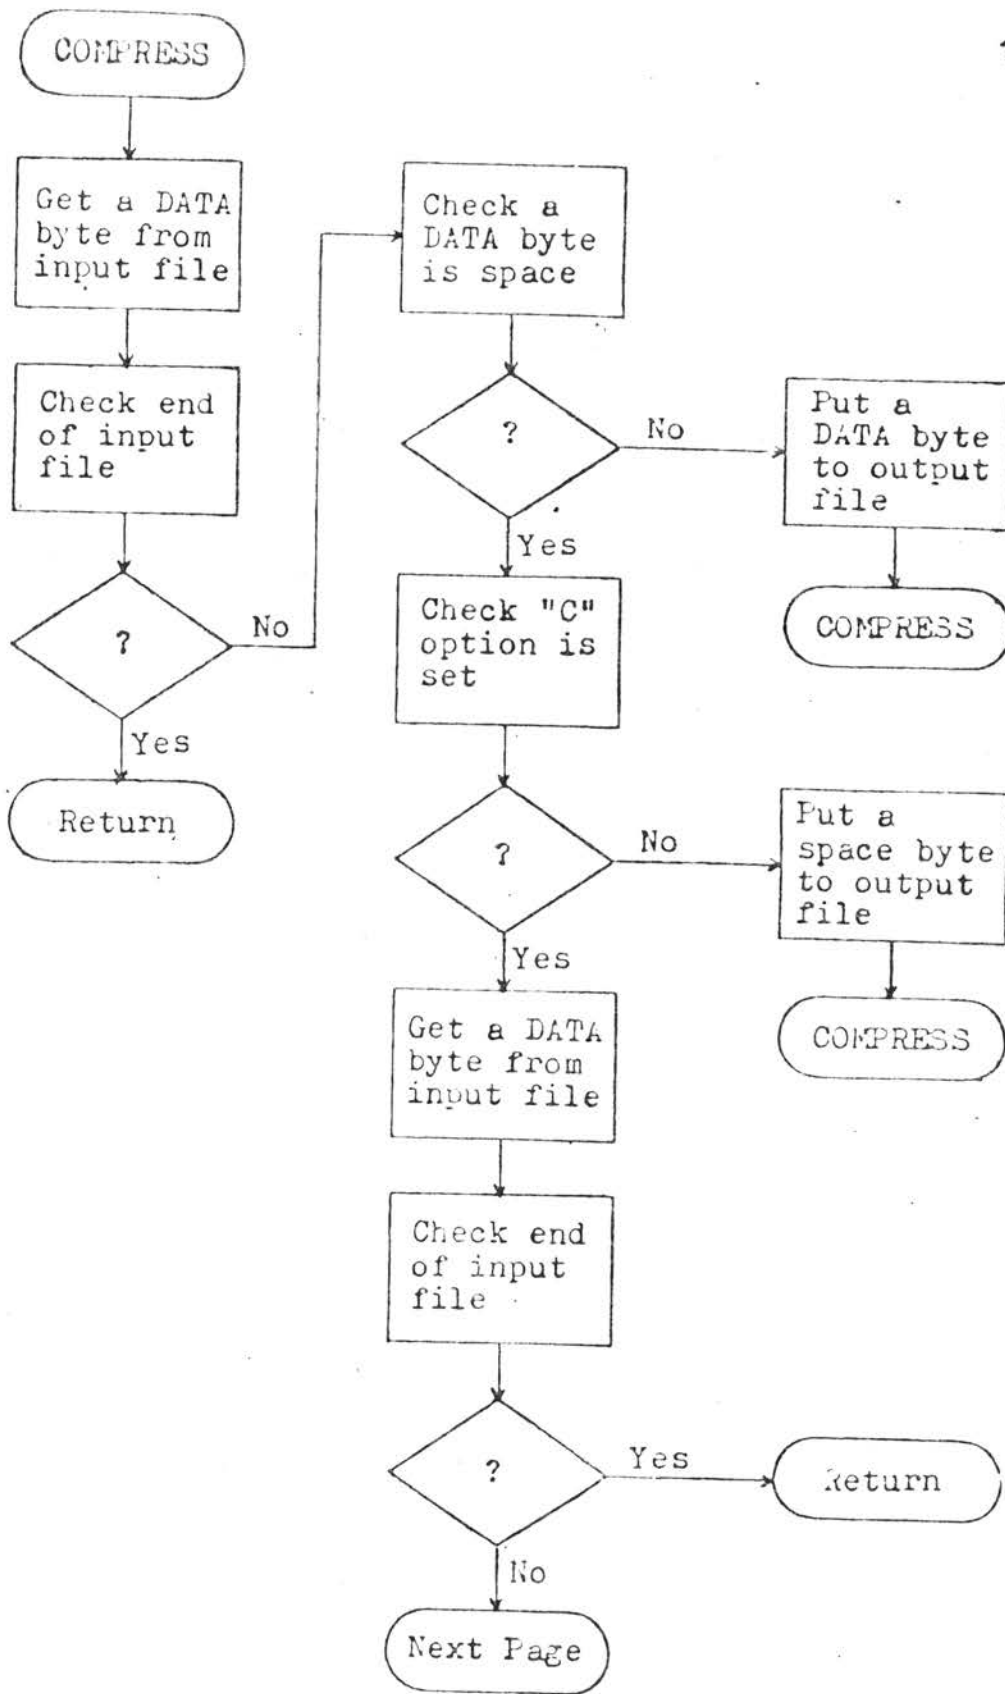 COMPRESS
Get a DATA
byte from
input file
Check end
of input
file
?
No
Yes
Return
Check a
DATA byte
is space
?
No
Put a
DATA byte
to output
file
COMPRESS
Yes
Check "C"
option is
set
?
No
Put a
space byte
to output
file
COMPRESS
Yes
Get a DATA
byte from
input file
Check end
of input
file
?
Yes
Return
No
Next Page